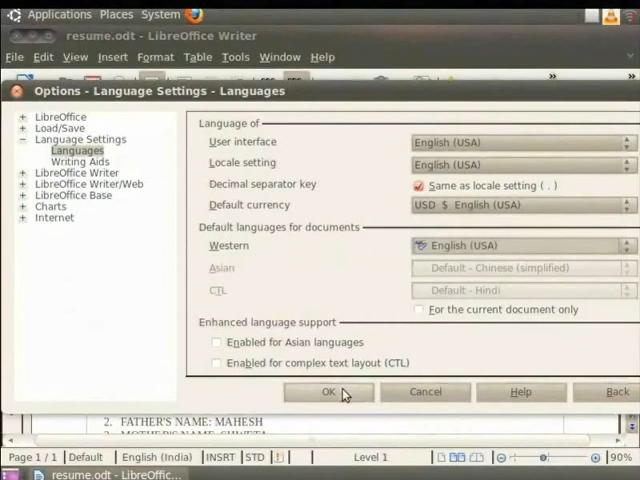 Applications Places System
resume.odt - LibreOffice Writer
File Edit View Insert Format Table Tools Window Help
Options - Language Settings - Languages
LibreOffice
Load/Save
Language Settings
Languages
Writing Aids
LibreOffice Writer
LibreOffice Writer/Web
LibreOffice Base
Charts
Internet
Language of
User interface English (USA)
Locale setting English (USA)
Decimal separator key Same as locale setting ( . )
Default currency USD $ English (USA)
Default languages for documents
Western English (USA)
Asian Default - Chinese (simplified)
CTL Default - Hindi
For the current document only
Enhanced language support
Enabled for Asian languages
Enabled for complex text layout (CTL)
OK Cancel Help Back
2. FATHER'S NAME: MAHESH
Page 1 / 1 Default English (India) INSRT STD Level 1 90%
resume.odt - LibreOffic...